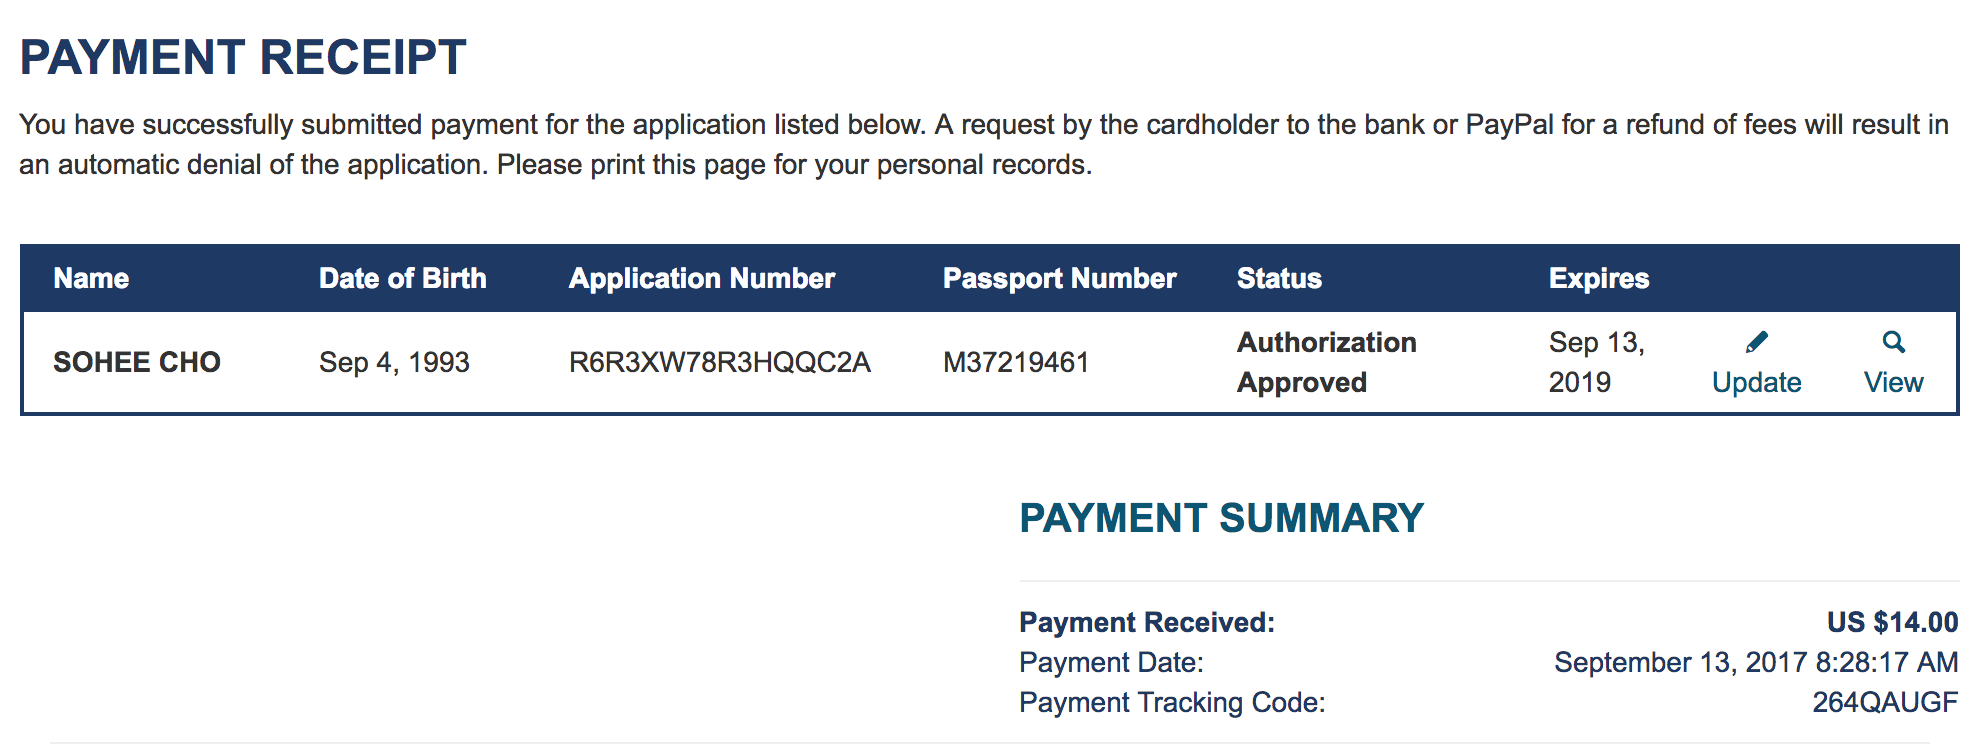 PAYMENT RECEIPT
You have successfully submitted payment for the application listed below. A request by the cardholder to the bank or PayPal for a refund of fees will result in
an automatic denial of the application. Please print this page for your personal records.
Name Date of Birth Application Number Passport Number Status Expires
SOHEE CHO Sep 4, 1993 R6R3XW78R3HQQC2A M37219461 Authorization Approved Sep 13, 2019 Update View
PAYMENT SUMMARY
Payment Received: US $14.00
Payment Date: September 13, 2017 8:28:17 AM
Payment Tracking Code: 264QAUGF